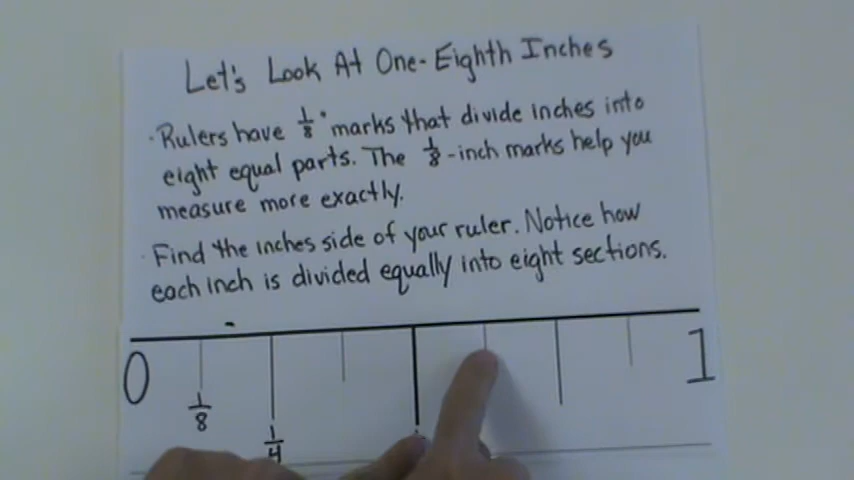 Let's Look At One-Eighth Inches
· Rulers have 1/8" marks that divide inches into
eight equal parts. The 1/8-inch marks help you
measure more exactly.
· Find the inches side of your ruler. Notice how
each inch is divided equally into eight sections.
0 1
1/8
1/4